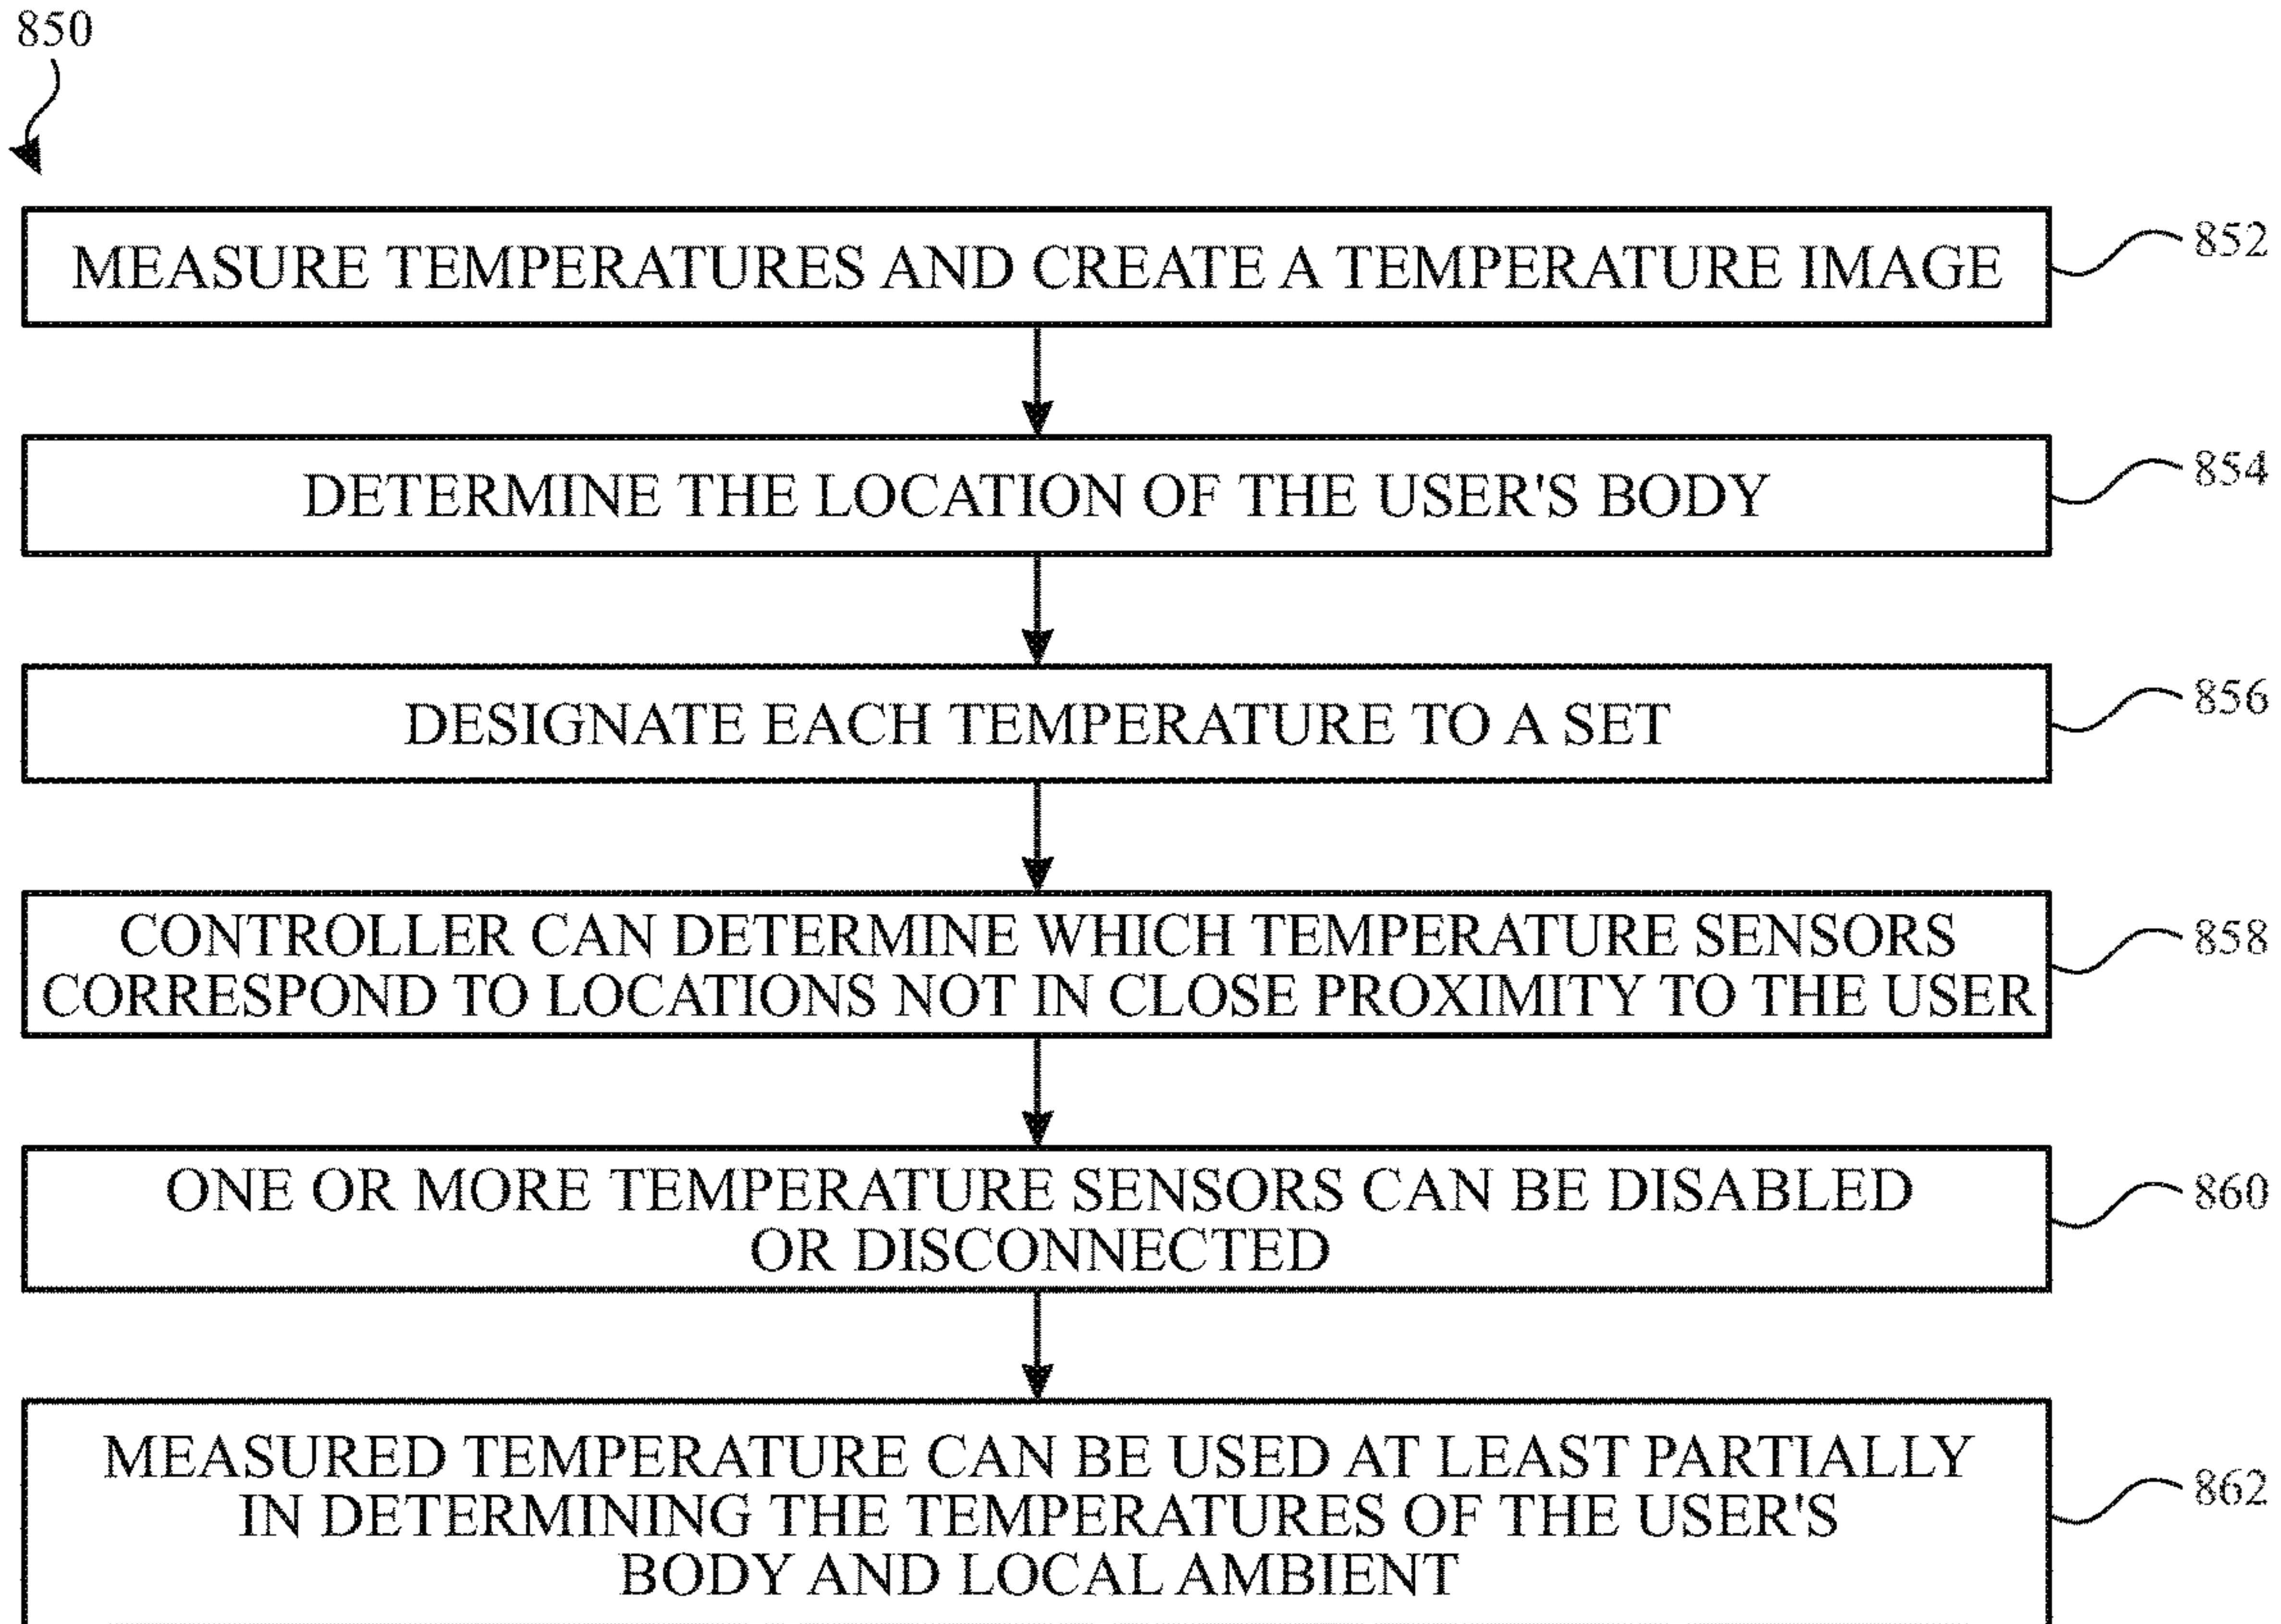 850
MEASURE TEMPERATURES AND CREATE A TEMPERATURE IMAGE
852
DETERMINE THE LOCATION OF THE USER'S BODY
854
DESIGNATE EACH TEMPERATURE TO A SET
856
CONTROLLER CAN DETERMINE WHICH TEMPERATURE SENSORS
CORRESPOND TO LOCATIONS NOT IN CLOSE PROXIMITY TO THE USER
858
ONE OR MORE TEMPERATURE SENSORS CAN BE DISABLED
OR DISCONNECTED
860
MEASURED TEMPERATURE CAN BE USED AT LEAST PARTIALLY
IN DETERMINING THE TEMPERATURES OF THE USER'S
BODY AND LOCAL AMBIENT
862